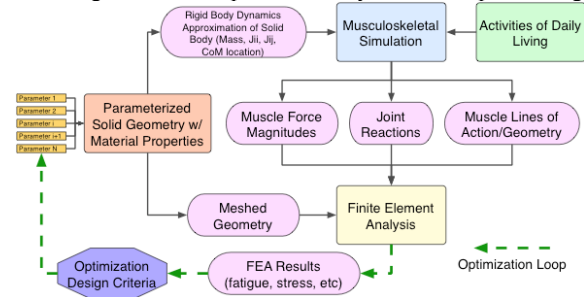 Rigid Body Dynamics
Approximation of Solid
Body (Mass, Jii, Jij,
CoM location)
Musculoskeletal
Simulation
Activities of Daily
Living
Parameter 1
Parameter 2
Parameter i
Parameter i+1
Parameter N
Parameterized
Solid Geometry w/
Material Properties
Muscle Force
Magnitudes
Joint
Reactions
Muscle Lines of
Action/Geometry
Meshed
Geometry
Finite Element
Analysis
Optimization
Design Criteria
FEA Results
(fatigue, stress, etc)
Optimization Loop